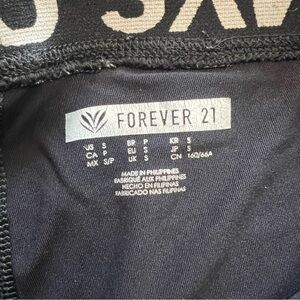 SAV
FOREVER 21
US S BR P KR S
CA P EU S JP S
MX S/P UK S CN 160/66A
MADE IN PHILIPPINES
FABRIQUÉ AUX PHILIPPINES
HECHO EN FILIPINAS
FABRICADO NAS FILIPINAS